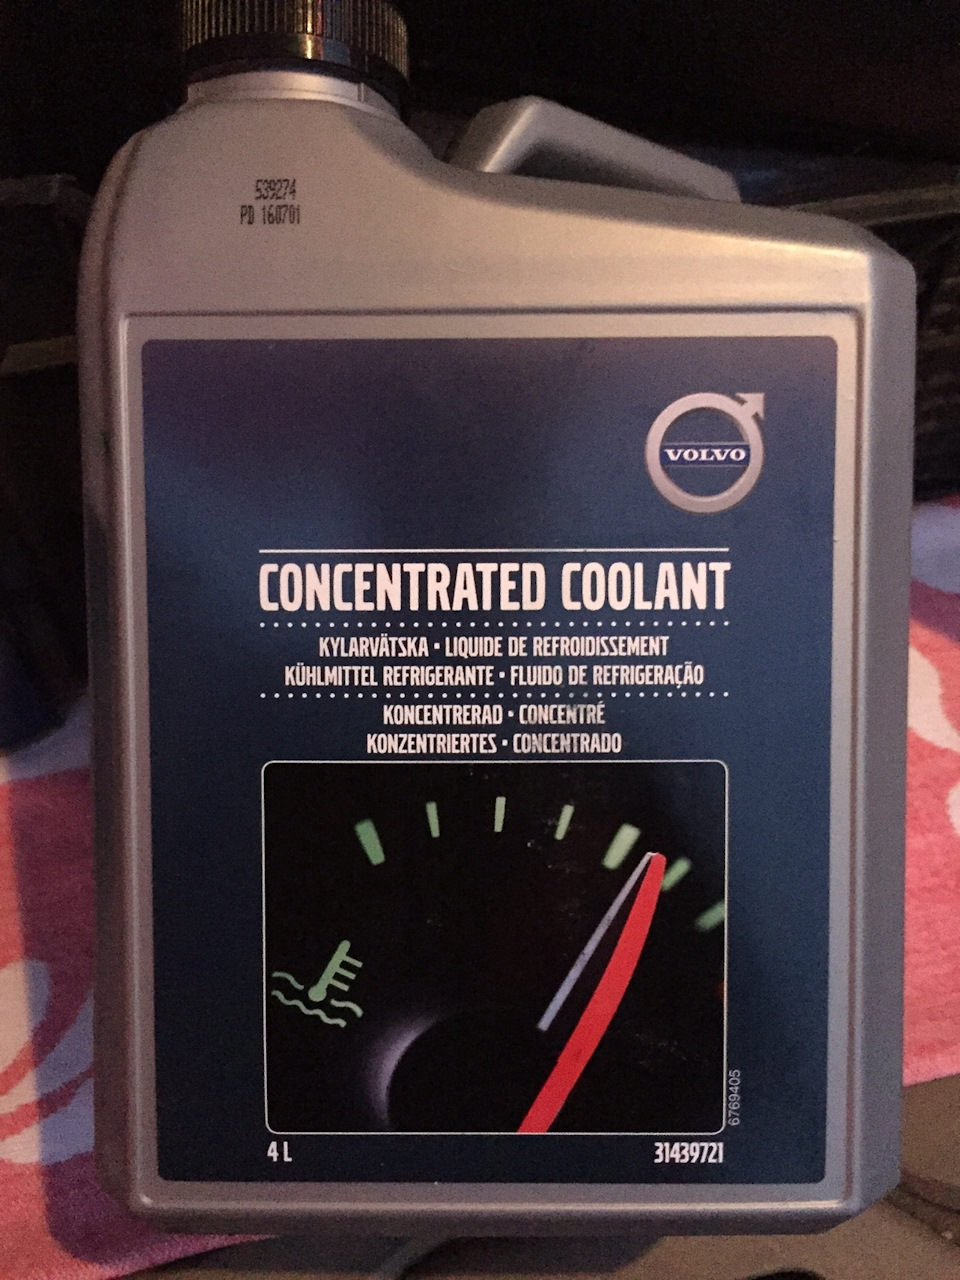 539274
PD 160701
VOLVO
CONCENTRATED COOLANT
KYLARVÄTSKA · LIQUIDE DE REFROIDISSEMENT
KÜHLMITTEL REFRIGERANTE · FLUIDO DE REFRIGERAÇÃO
KONCENTRERAD · CONCENTRÉ
KONZENTRIERTES · CONCENTRADO
6769405
4 L
31439721